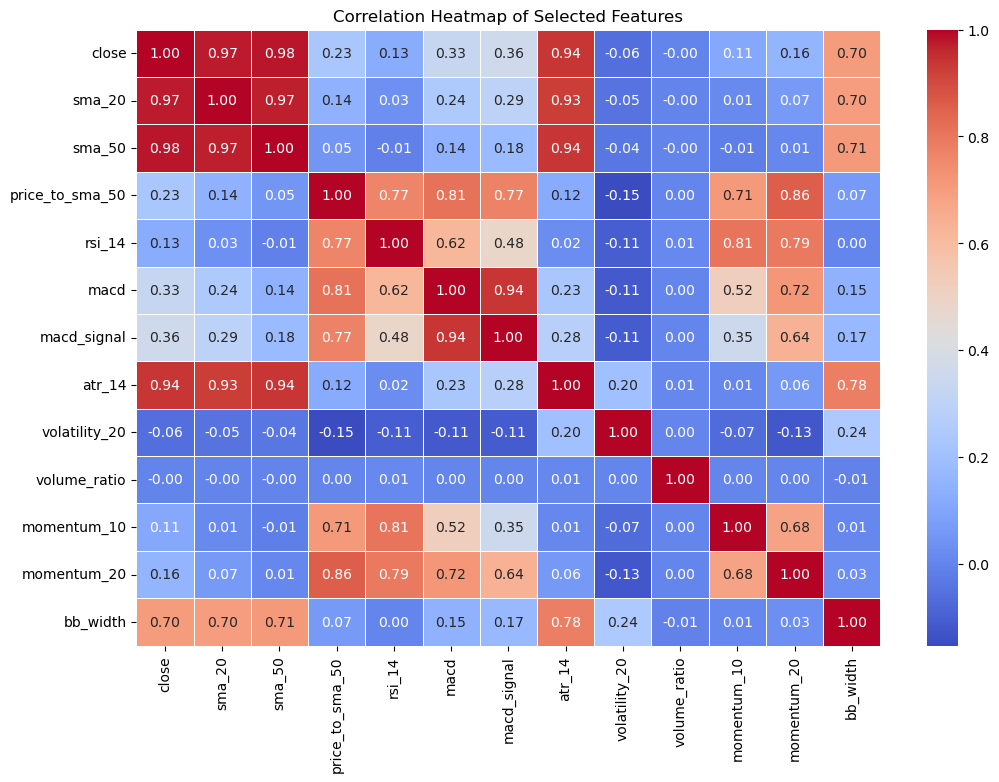 Correlation Heatmap of Selected Features
close 1.00 0.97 0.98 0.23 0.13 0.33 0.36 0.94 -0.06 -0.00 0.11 0.16 0.70
sma_20 0.97 1.00 0.97 0.14 0.03 0.24 0.29 0.93 -0.05 -0.00 0.01 0.07 0.70
sma_50 0.98 0.97 1.00 0.05 -0.01 0.14 0.18 0.94 -0.04 -0.00 -0.01 0.01 0.71
price_to_sma_50 0.23 0.14 0.05 1.00 0.77 0.81 0.77 0.12 -0.15 0.00 0.71 0.86 0.07
rsi_14 0.13 0.03 -0.01 0.77 1.00 0.62 0.48 0.02 -0.11 0.01 0.81 0.79 0.00
macd 0.33 0.24 0.14 0.81 0.62 1.00 0.94 0.23 -0.11 0.00 0.52 0.72 0.15
macd_signal 0.36 0.29 0.18 0.77 0.48 0.94 1.00 0.28 -0.11 0.00 0.35 0.64 0.17
atr_14 0.94 0.93 0.94 0.12 0.02 0.23 0.28 1.00 0.20 0.01 0.01 0.06 0.78
volatility_20 -0.06 -0.05 -0.04 -0.15 -0.11 -0.11 -0.11 0.20 1.00 0.00 -0.07 -0.13 0.24
volume_ratio -0.00 -0.00 -0.00 0.00 0.01 0.00 0.00 0.01 0.00 1.00 0.00 0.00 -0.01
momentum_10 0.11 0.01 -0.01 0.71 0.81 0.52 0.35 0.01 -0.07 0.00 1.00 0.68 0.01
momentum_20 0.16 0.07 0.01 0.86 0.79 0.72 0.64 0.06 -0.13 0.00 0.68 1.00 0.03
bb_width 0.70 0.70 0.71 0.07 0.00 0.15 0.17 0.78 0.24 -0.01 0.01 0.03 1.00
close sma_20 sma_50 price_to_sma_50 rsi_14 macd macd_signal atr_14 volatility_20 volume_ratio momentum_10 momentum_20 bb_width
1.0
0.8
0.6
0.4
0.2
0.0